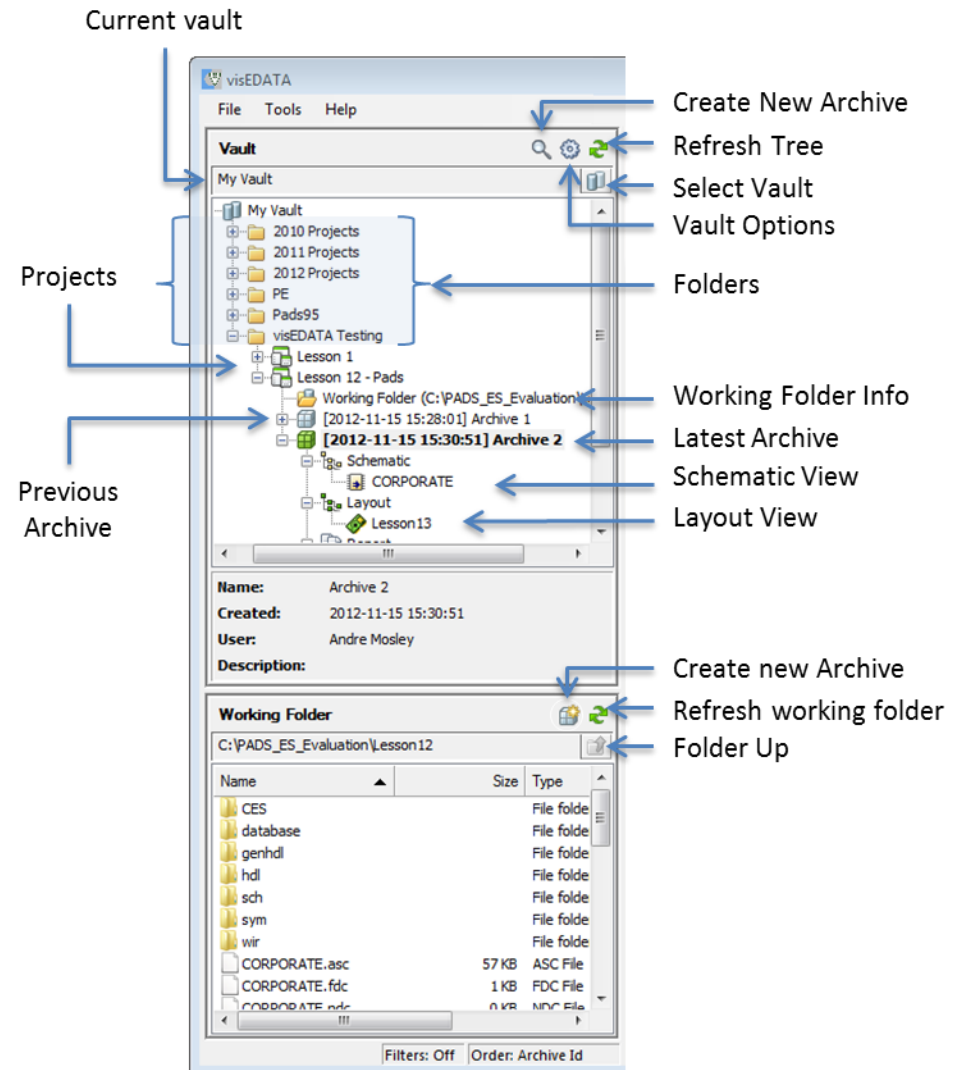 Current vault
visEDATA
File Tools Help
Create New Archive
Vault
Refresh Tree
My Vault
Select Vault
My Vault
Vault Options
2010 Projects
2011 Projects
2012 Projects
Projects
Folders
PE
Pads95
visEDATA Testing
Lesson 1
Lesson 12 - Pads
Working Folder (C:\PADS_ES_Evaluation\
Working Folder Info
[2012-11-15 15:28:01] Archive 1
[2012-11-15 15:30:51] Archive 2
Latest Archive
Schematic
Schematic View
CORPORATE
Previous
Archive
Layout
Layout View
Lesson13
Report
Name: Archive 2
Created: 2012-11-15 15:30:51
User: Andre Mosley
Description:
Create new Archive
Working Folder
Refresh working folder
C:\PADS_ES_Evaluation\Lesson12
Folder Up
Name Size Type
CES File folde
database File folde
genhdl File folde
hdl File folde
sch File folde
sym File folde
wir File folde
CORPORATE.asc 57 KB ASC File
CORPORATE.fdc 1 KB FDC File
CORPORATE.ndc 0 KB NDC File
Filters: Off Order: Archive Id